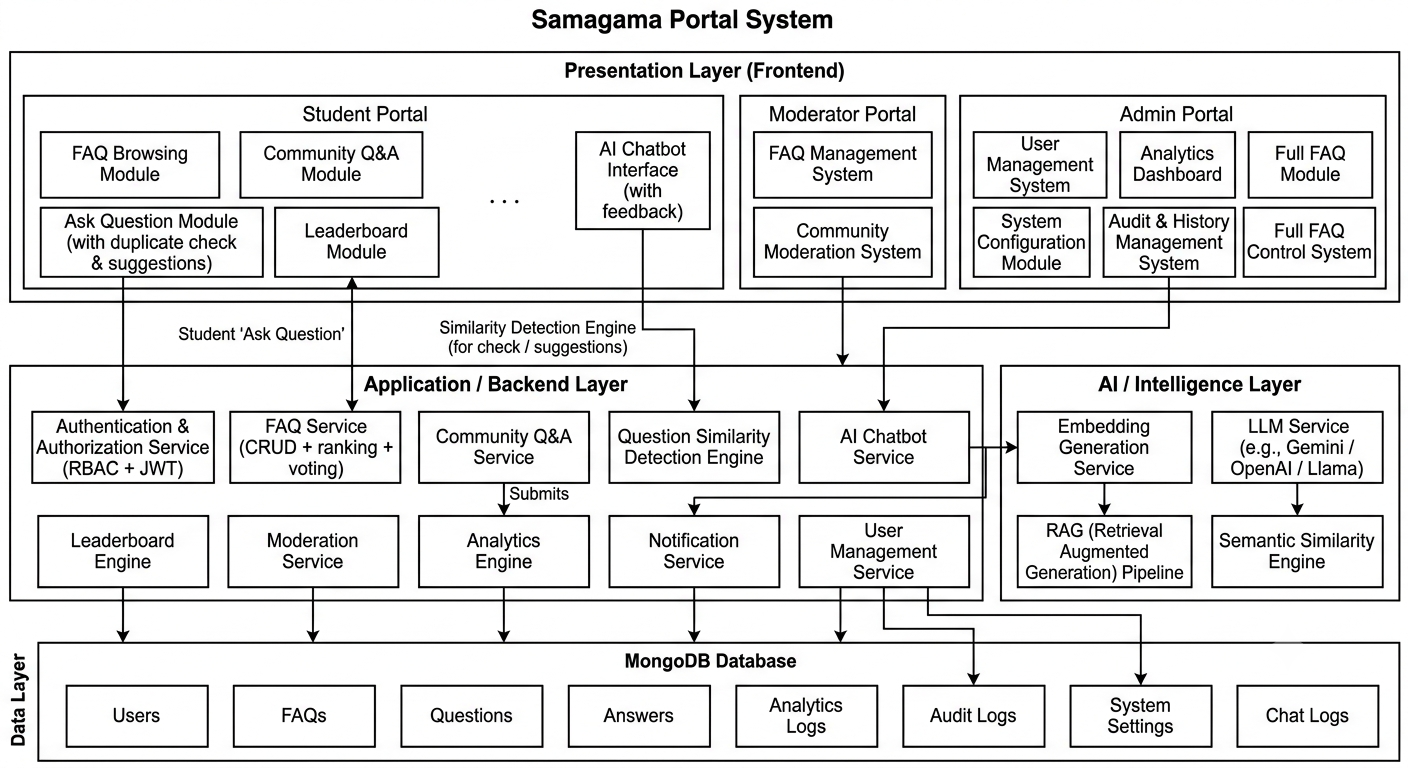 Samagama Portal System
Presentation Layer (Frontend)
Student Portal
FAQ Browsing
Module
Community Q&A
Module
. . .
AI Chatbot
Interface
(with
feedback)
Ask Question Module
(with duplicate check
& suggestions)
Leaderboard
Module
Moderator Portal
FAQ Management
System
Community
Moderation System
Admin Portal
User
Management
System
Analytics
Dashboard
Full FAQ
Module
System
Configuration
Module
Audit & History
Management
System
Full FAQ
Control System
Student 'Ask Question'
Similarity Detection Engine
(for check / suggestions)
Application / Backend Layer
Authentication &
Authorization Service
(RBAC + JWT)
FAQ Service
(CRUD + ranking +
voting)
Community Q&A
Service
Question Similarity
Detection Engine
AI Chatbot
Service
Submits
Leaderboard
Engine
Moderation
Service
Analytics
Engine
Notification
Service
User
Management
Service
AI / Intelligence Layer
Embedding
Generation
Service
LLM Service
(e.g., Gemini /
OpenAI / Llama)
RAG (Retrieval
Augmented
Generation) Pipeline
Semantic Similarity
Engine
Data Layer
MongoDB Database
Users
FAQs
Questions
Answers
Analytics
Logs
Audit Logs
System
Settings
Chat Logs